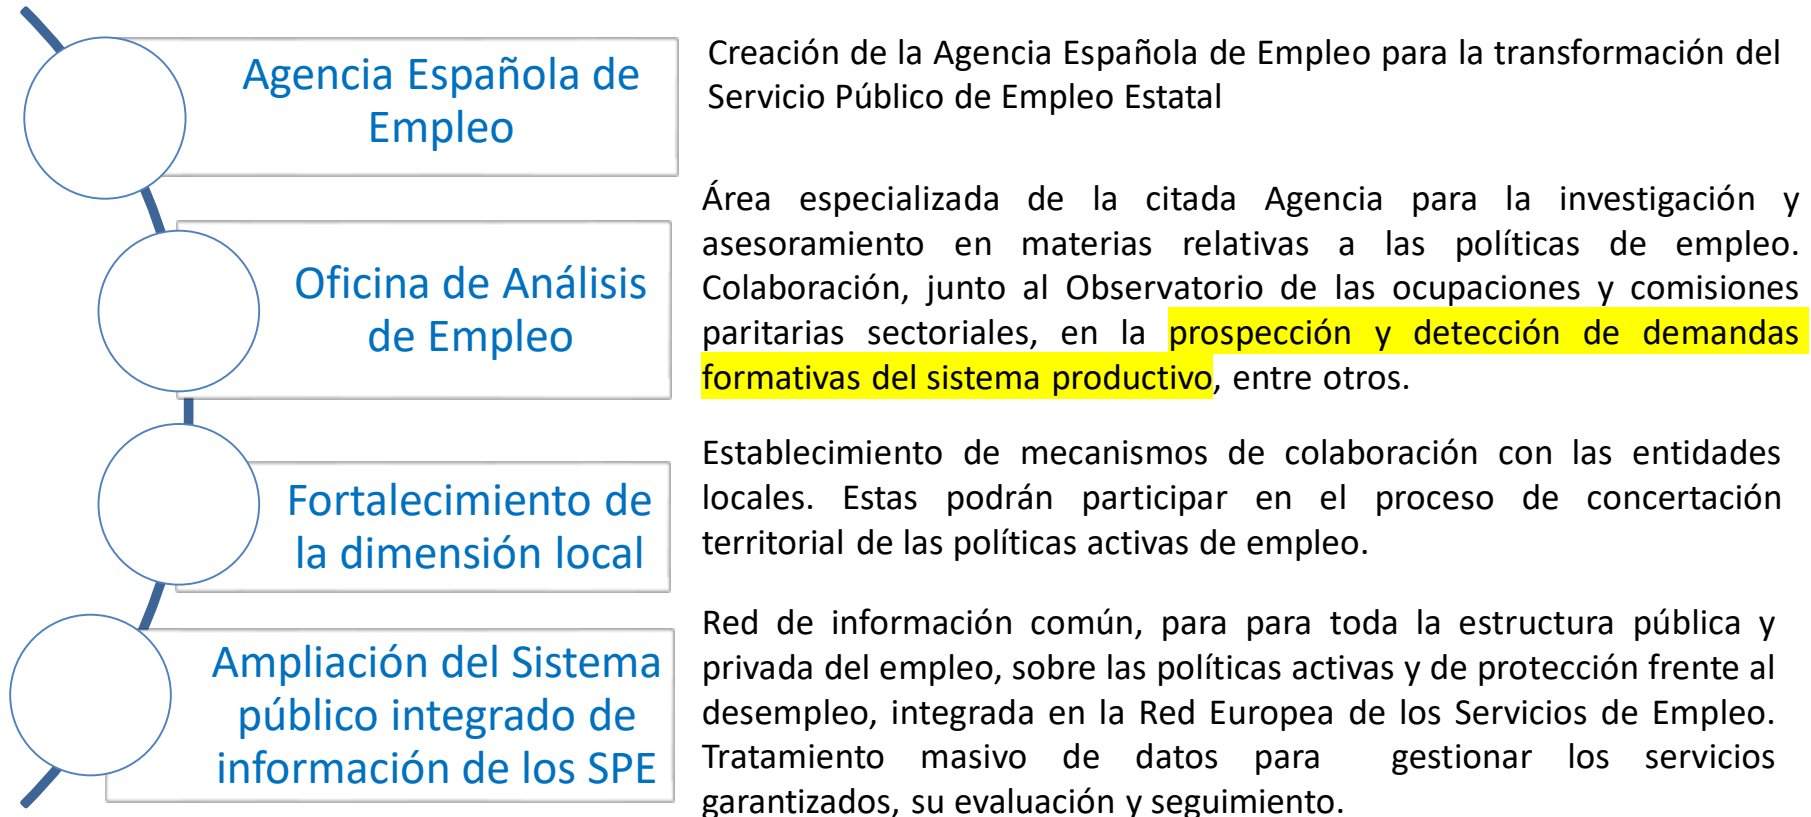 Agencia Española de
Empleo
Creación de la Agencia Española de Empleo para la transformación del
Servicio Público de Empleo Estatal
Oficina de Análisis
de Empleo
Área especializada de la citada Agencia para la investigación y
asesoramiento en materias relativas a las políticas de empleo.
Colaboración, junto al Observatorio de las ocupaciones y comisiones
paritarias sectoriales, en la prospección y detección de demandas
formativas del sistema productivo, entre otros.
Fortalecimiento de
la dimensión local
Establecimiento de mecanismos de colaboración con las entidades
locales. Estas podrán participar en el proceso de concertación
territorial de las políticas activas de empleo.
Ampliación del Sistema
público integrado de
información de los SPE
Red de información común, para para toda la estructura pública y
privada del empleo, sobre las políticas activas y de protección frente al
desempleo, integrada en la Red Europea de los Servicios de Empleo.
Tratamiento masivo de datos para gestionar los servicios
garantizados, su evaluación y seguimiento.